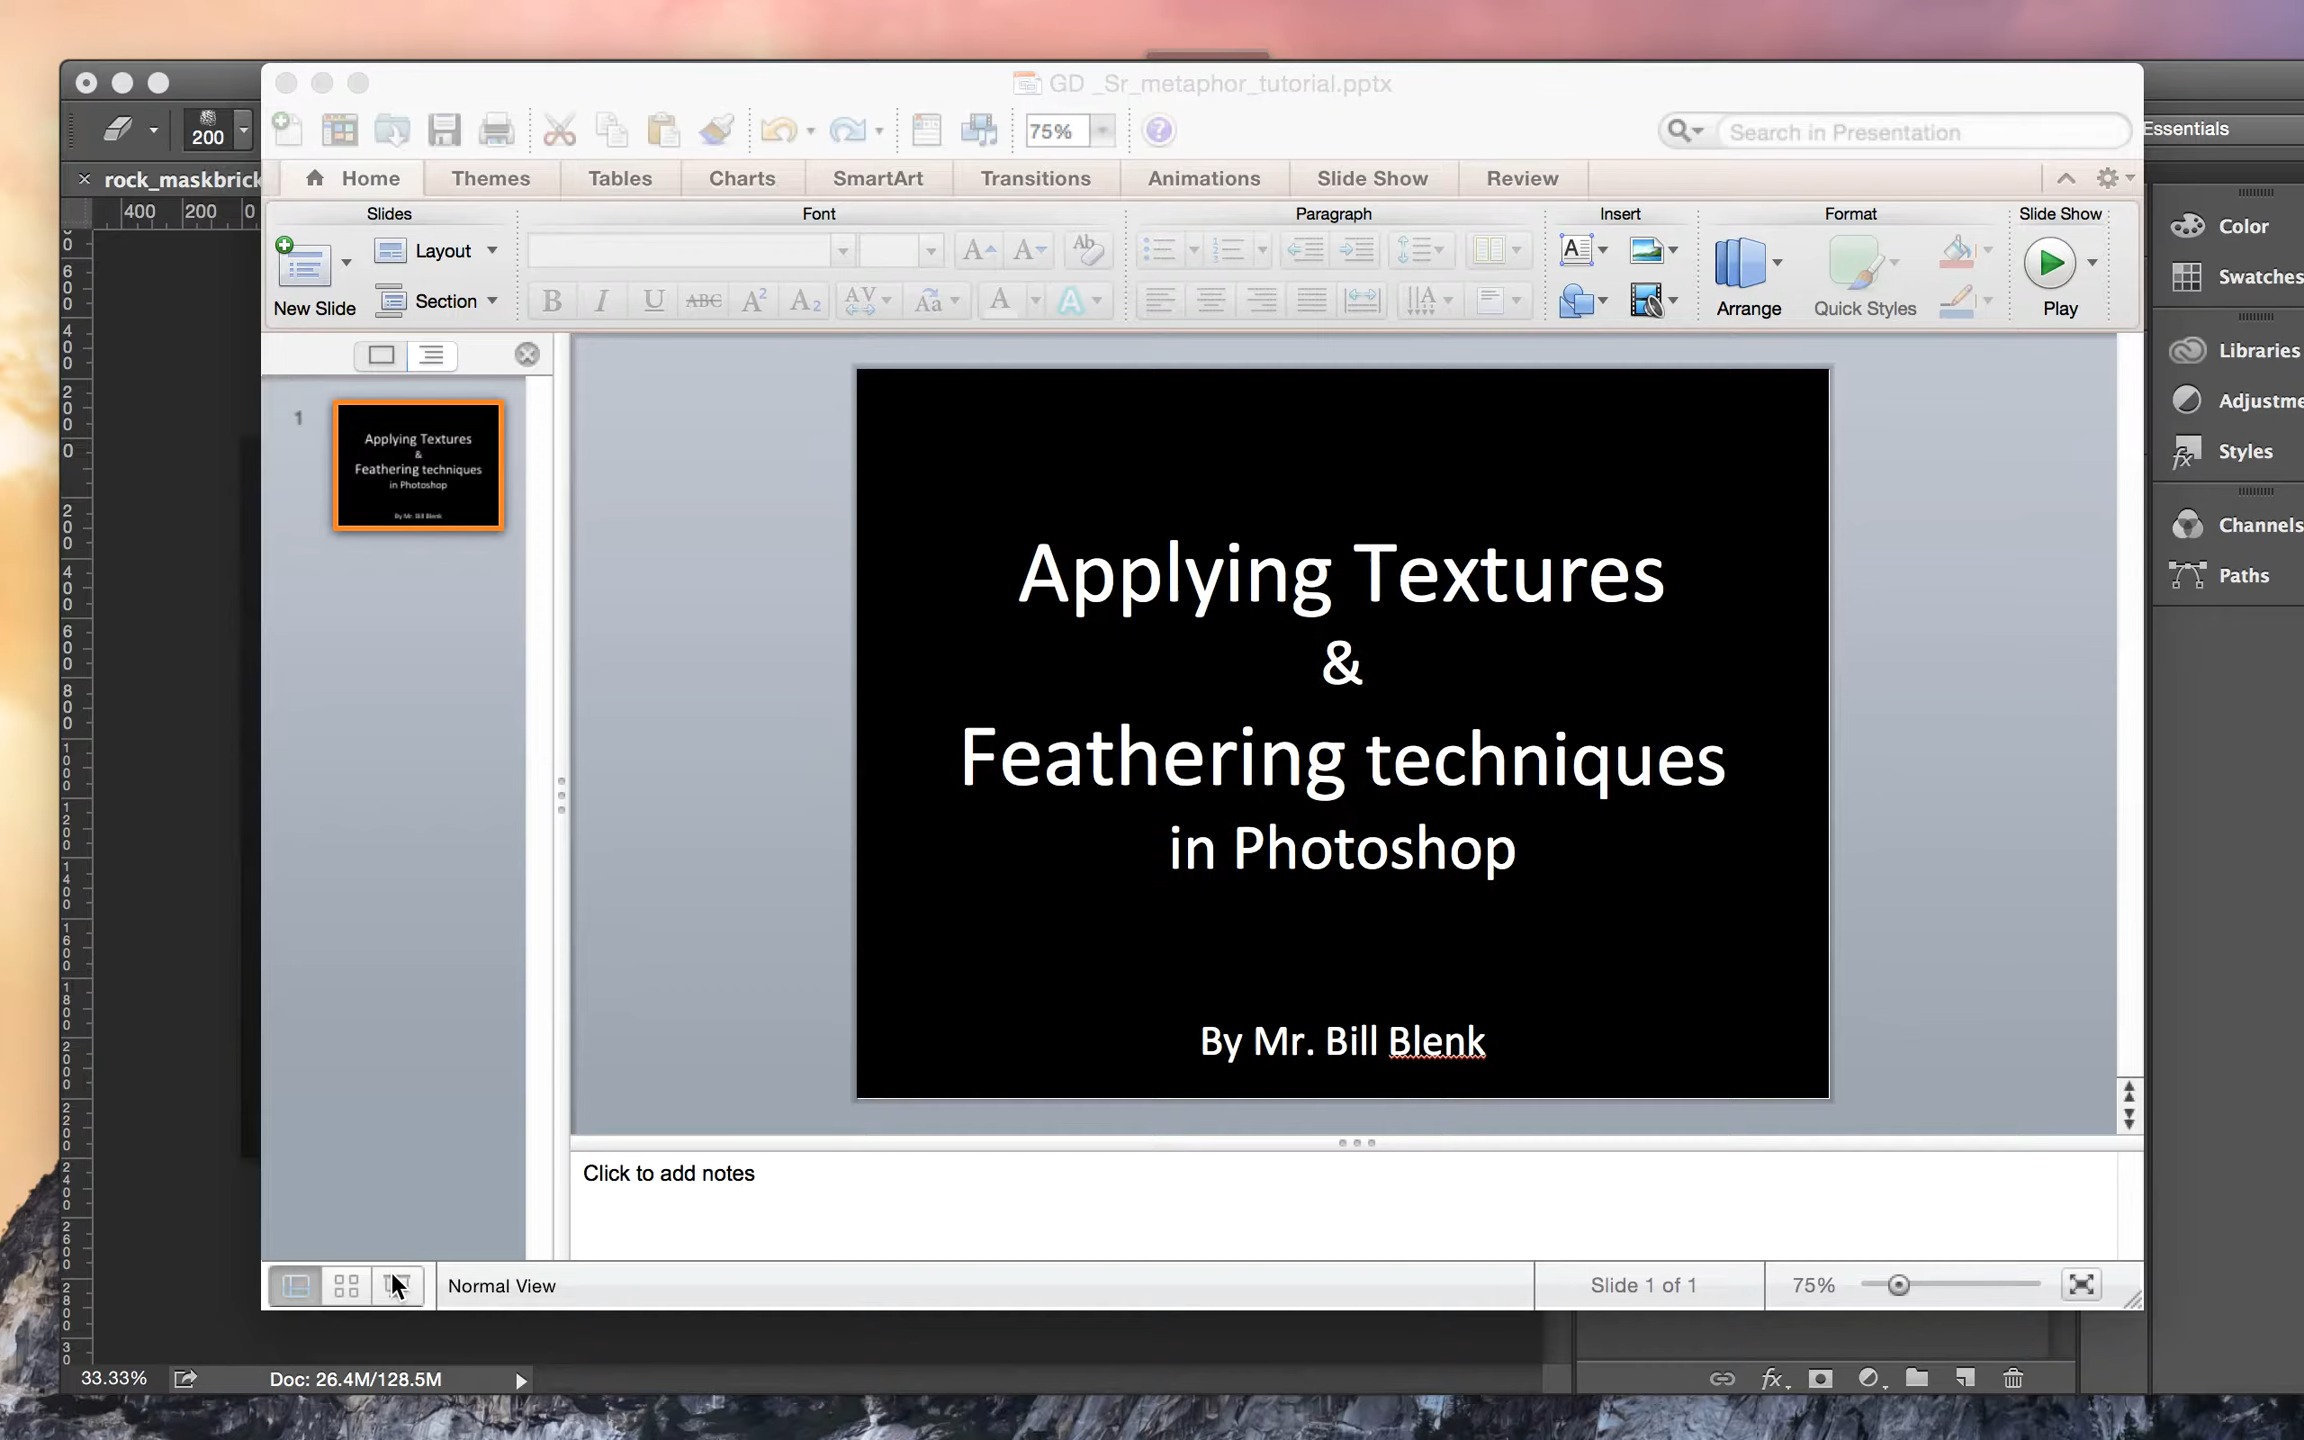 GD _Sr_metaphor_tutorial.pptx
200
75%
Search in Presentation
Essentials
rock_maskbrick
Home
Themes
Tables
Charts
SmartArt
Transitions
Animations
Slide Show
Review
400 200 0
Slides
Font
Paragraph
Insert
Format
Slide Show
Layout
Section
New Slide
Arrange
Quick Styles
Play
Color
Swatches
Libraries
Adjustme
Styles
Channels
Paths
1
Applying Textures
&
Feathering techniques
in Photoshop
By Mr. Bill Blenk
Applying Textures
&
Feathering techniques
in Photoshop
By Mr. Bill Blenk
Click to add notes
Normal View
Slide 1 of 1
75%
33.33%
Doc: 26.4M/128.5M